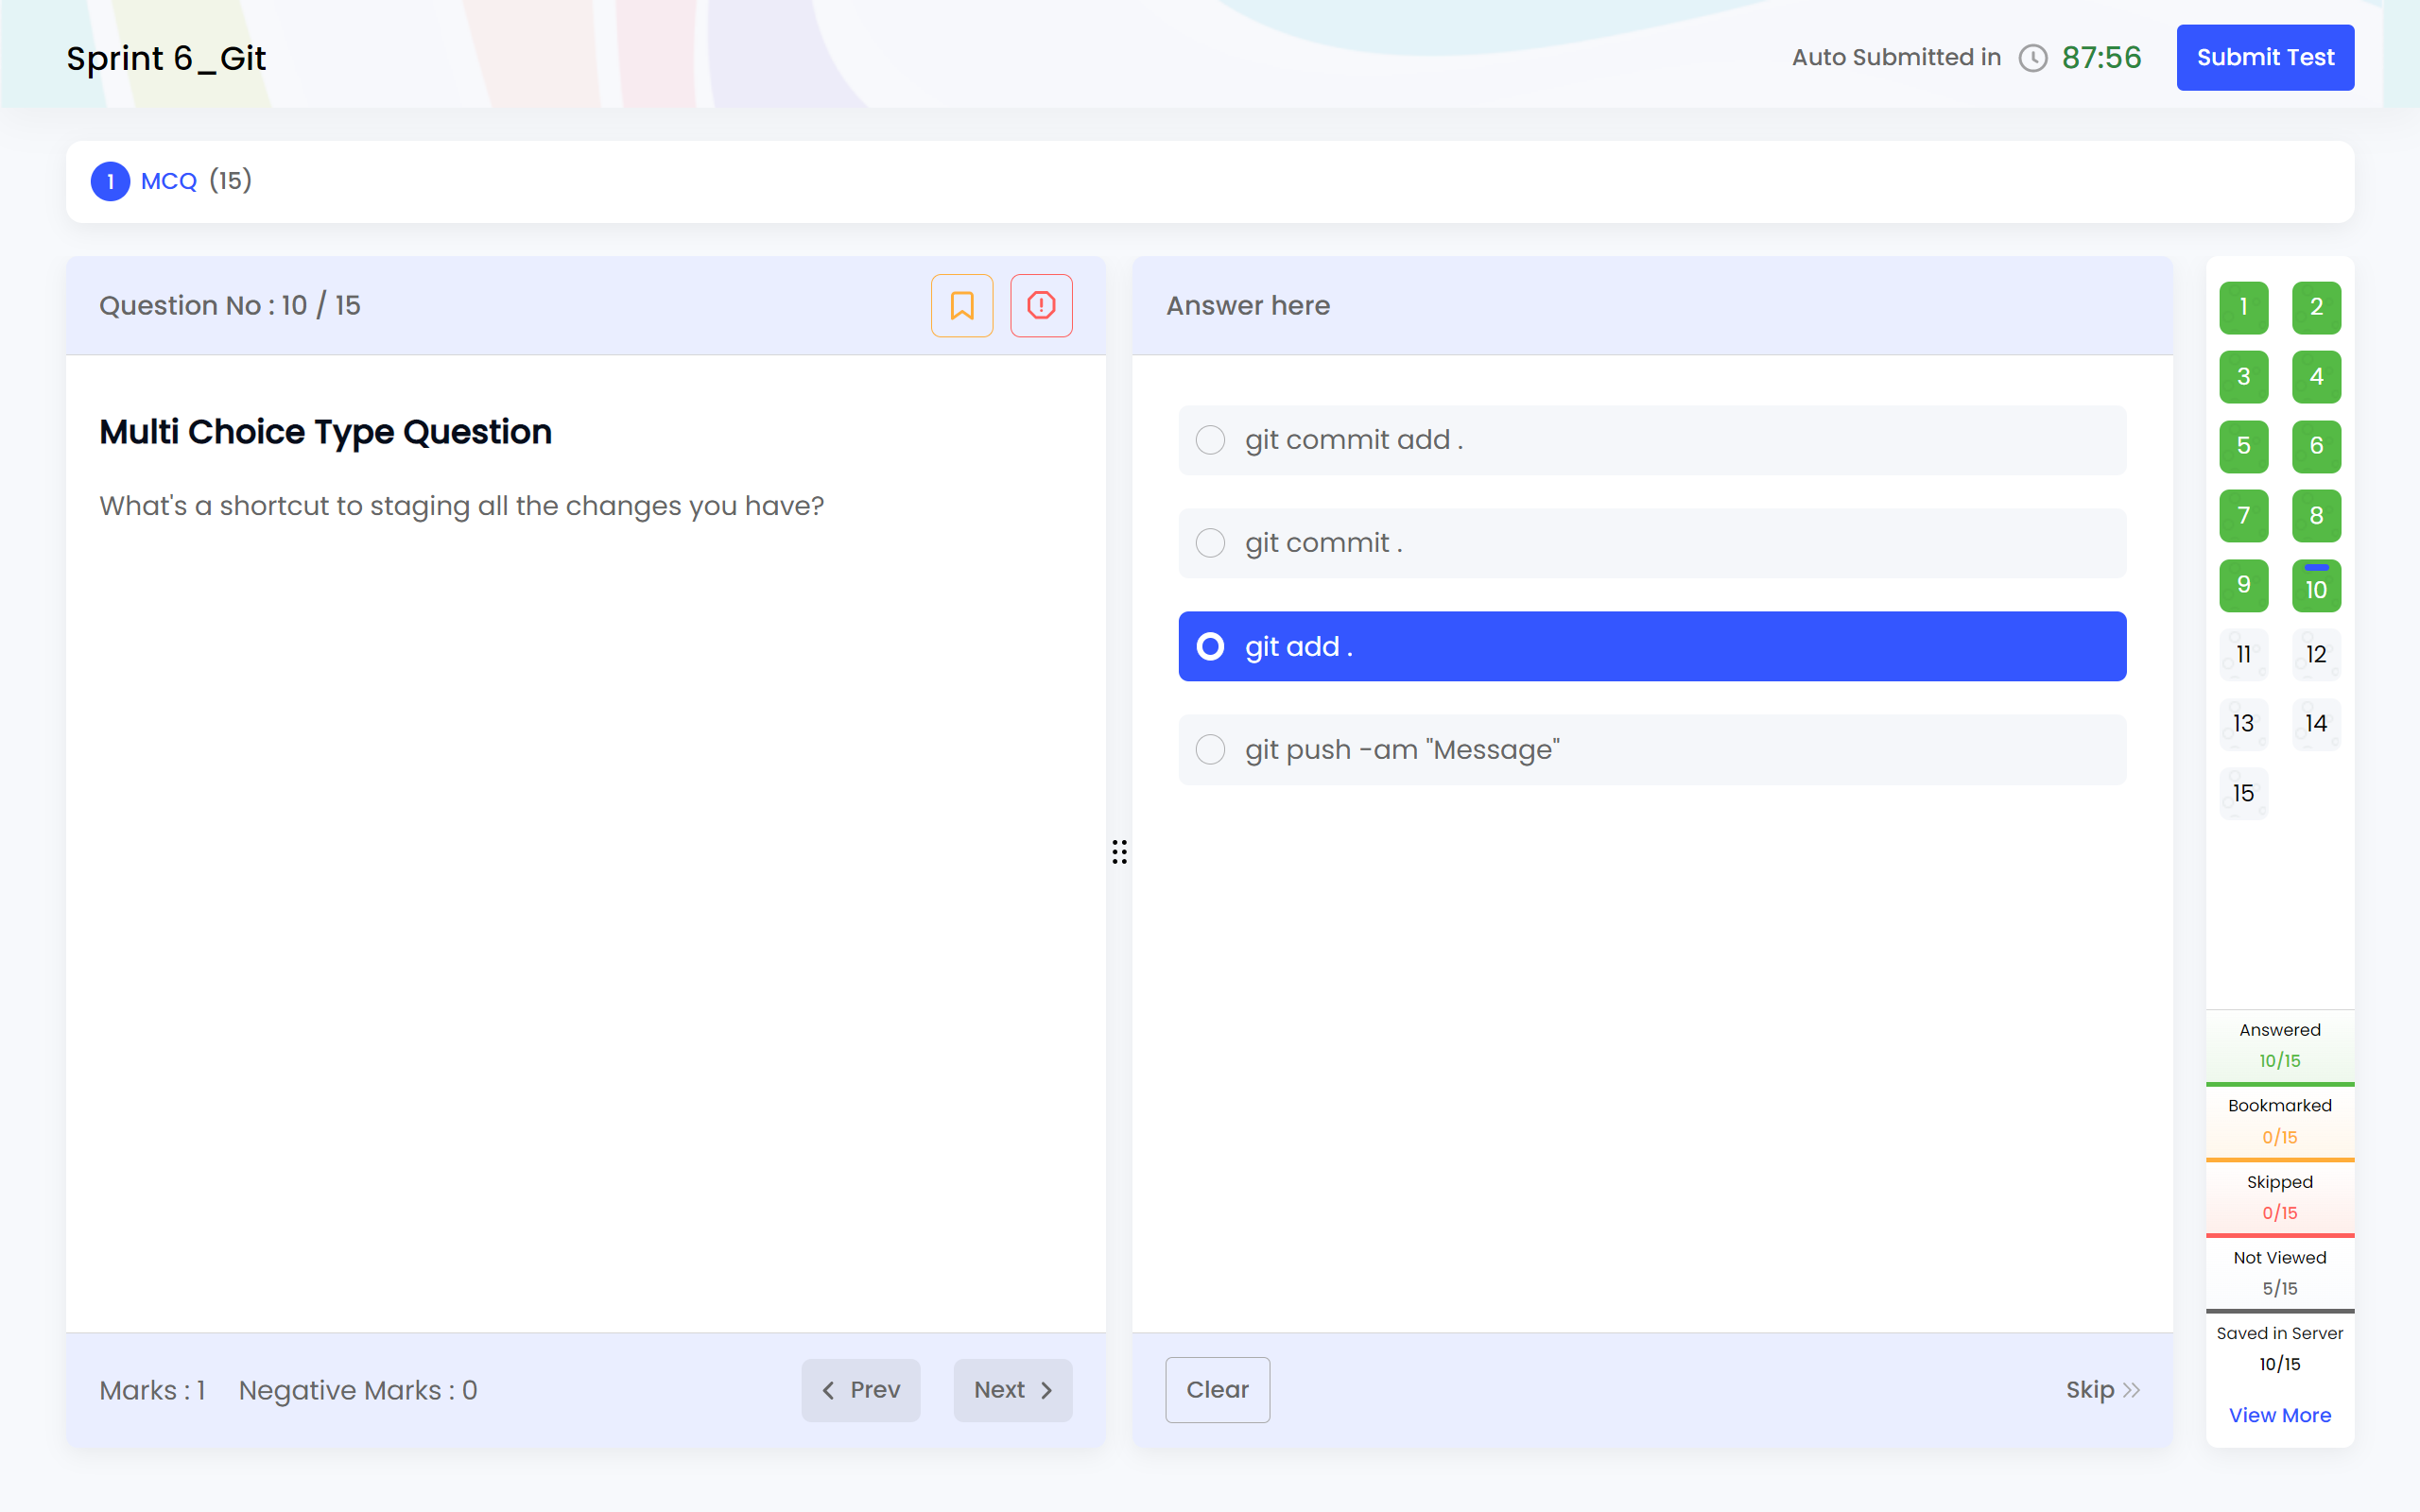 Sprint 6_Git
Auto Submitted in 87:56
Submit Test
1 MCQ (15)
Question No : 10 / 15
Multi Choice Type Question
What's a shortcut to staging all the changes you have?
Marks : 1 Negative Marks : 0
Prev
Next
Answer here
git commit add .
git commit .
git add .
git push -am "Message"
Clear
Skip
1 2
3 4
5 6
7 8
9 10
11 12
13 14
15
Answered
10/15
Bookmarked
0/15
Skipped
0/15
Not Viewed
5/15
Saved in Server
10/15
View More